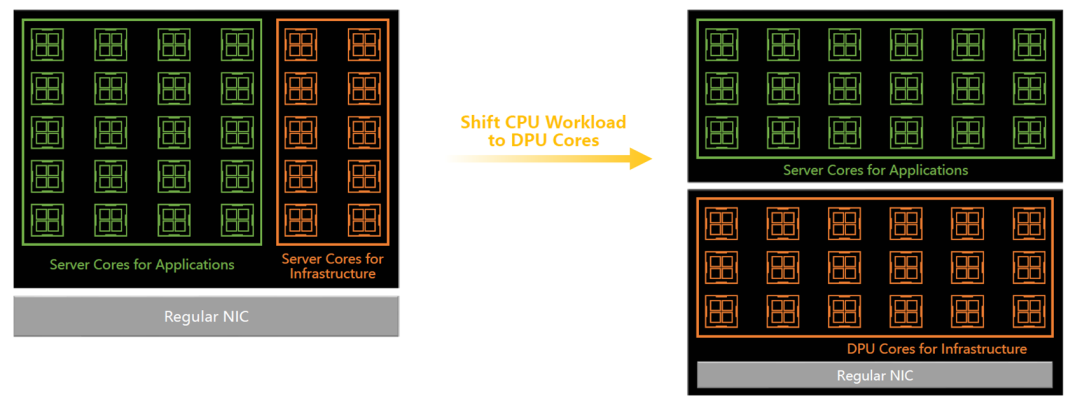 Server Cores for Applications
Server Cores for
Infrastructure
Regular NIC
Shift CPU Workload
to DPU Cores
Server Cores for Applications
DPU Cores for Infrastructure
Regular NIC